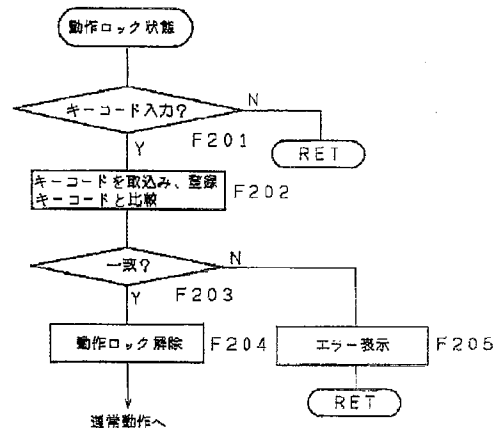 動作ロック状態
キーコード入力?
N
F201
Y
RET
キーコードを取込み、登録
キーコードと比較
F202
一致?
N
Y
F203
動作ロック解除
F204
エラー表示
F205
RET
通常動作へ